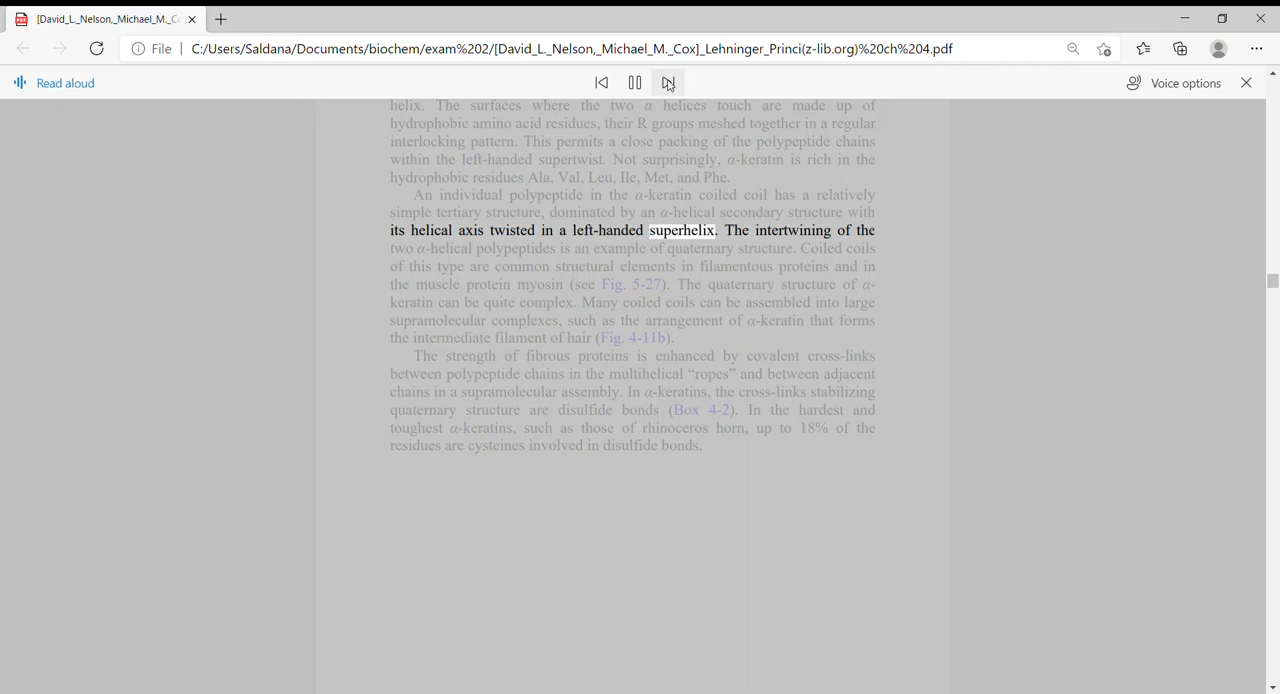 [David_L._Nelson,_Michael_M._Co
File
C:/Users/Saldana/Documents/biochem/exam%202/[David_L._Nelson,_Michael_M._Cox]_Lehninger_Princi(z-lib.org)%20ch%204.pdf
Read aloud
Voice options
helix. The surfaces where the two α helices touch are made up of
hydrophobic amino acid residues, their R groups meshed together in a regular
interlocking pattern. This permits a close packing of the polypeptide chains
within the left-handed supertwist. Not surprisingly, α-keratin is rich in the
hydrophobic residues Ala, Val, Leu, Ile, Met, and Phe.
An individual polypeptide in the α-keratin coiled coil has a relatively
simple tertiary structure, dominated by an α-helical secondary structure with
its helical axis twisted in a left-handed superhelix. The intertwining of the
two α-helical polypeptides is an example of quaternary structure. Coiled coils
of this type are common structural elements in filamentous proteins and in
the muscle protein myosin (see Fig. 5-27). The quaternary structure of α-
keratin can be quite complex. Many coiled coils can be assembled into large
supramolecular complexes, such as the arrangement of α-keratin that forms
the intermediate filament of hair (Fig. 4-11b).
The strength of fibrous proteins is enhanced by covalent cross-links
between polypeptide chains in the multihelical “ropes” and between adjacent
chains in a supramolecular assembly. In α-keratins, the cross-links stabilizing
quaternary structure are disulfide bonds (Box 4-2). In the hardest and
toughest α-keratins, such as those of rhinoceros horn, up to 18% of the
residues are cysteines involved in disulfide bonds.